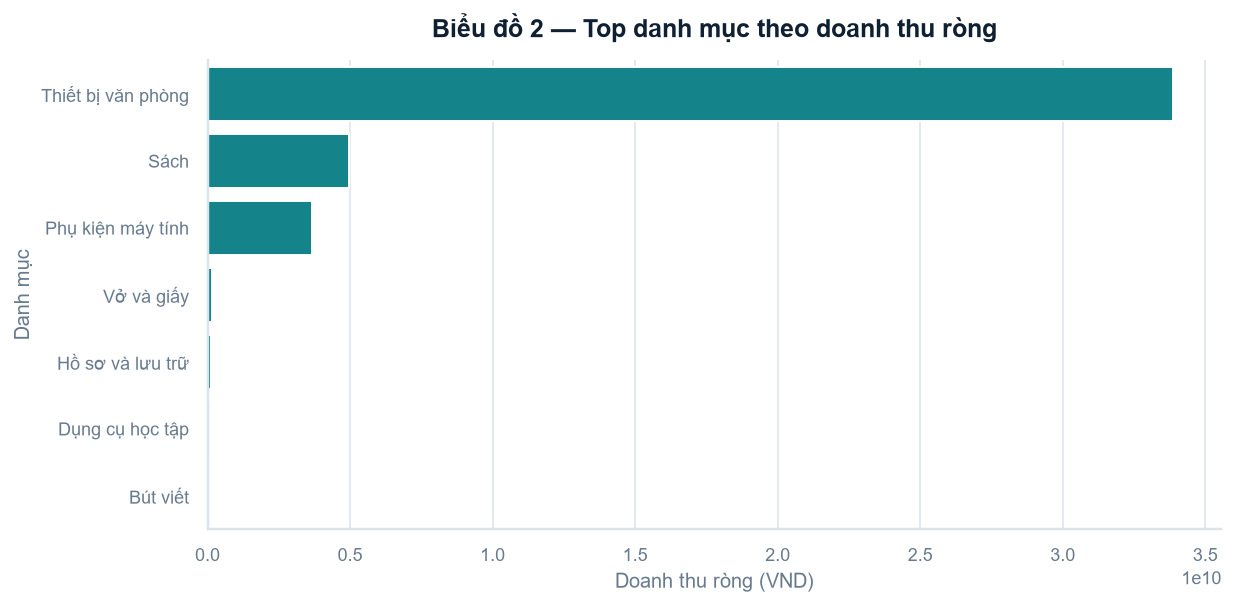 Biểu đồ 2 — Top danh mục theo doanh thu ròng
Danh mục
Thiết bị văn phòng
Sách
Phụ kiện máy tính
Vở và giấy
Hồ sơ và lưu trữ
Dụng cụ học tập
Bút viết
0.0 0.5 1.0 1.5 2.0 2.5 3.0 3.5
1e10
Doanh thu ròng (VND)